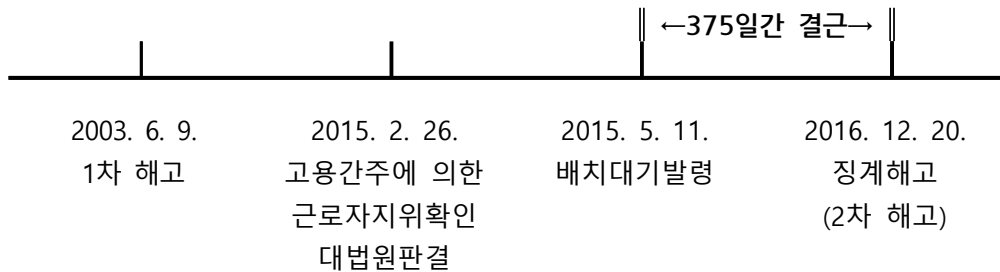 ←375일간 결근→
2003. 6. 9.
1차 해고
2015. 2. 26.
고용간주에 의한
근로자지위확인
대법원판결
2015. 5. 11.
배치대기발령
2016. 12. 20.
징계해고
(2차 해고)